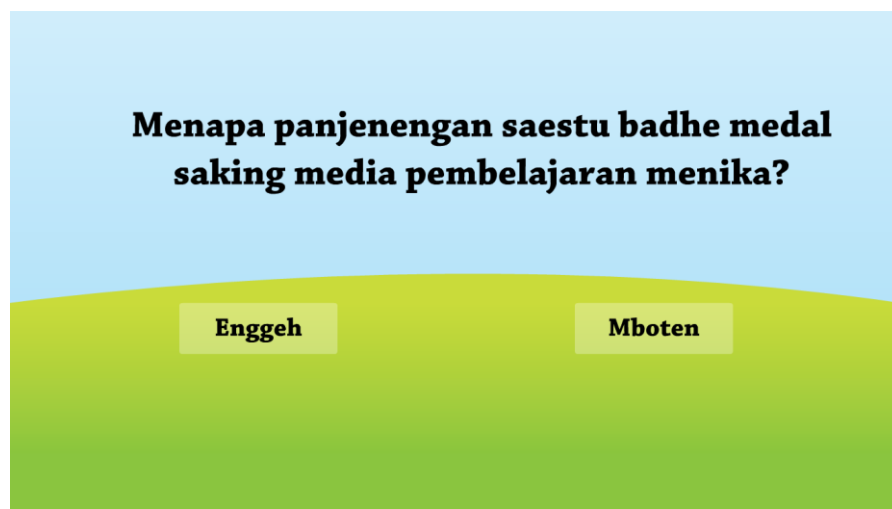 Menapa panjenengan saestu badhe medal
saking media pembelajaran menika?
Enggeh
Mboten